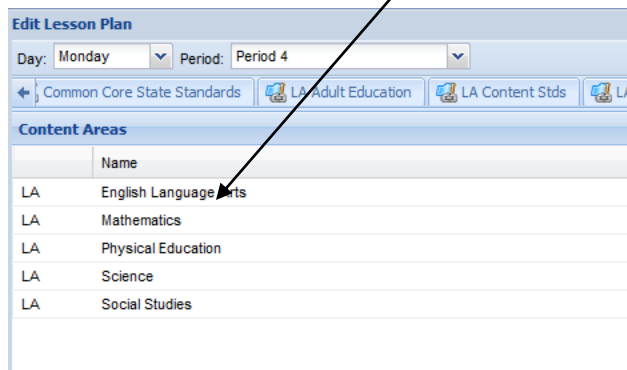 Edit Lesson Plan
Day: Monday Period: Period 4
Common Core State Standards LA Adult Education LA Content Stds
Content Areas
Name
LA English Language Arts
LA Mathematics
LA Physical Education
LA Science
LA Social Studies